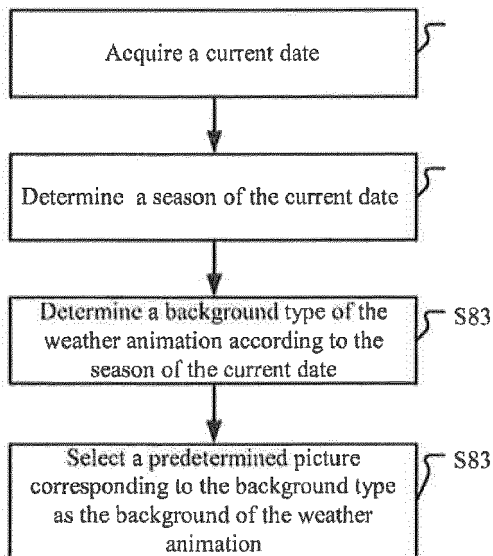 Acquire a current date
Determine a season of the current date
Determine a background type of the
weather animation according to the
season of the current date
S83
Select a predetermined picture
corresponding to the background type
as the background of the weather
animation
S83